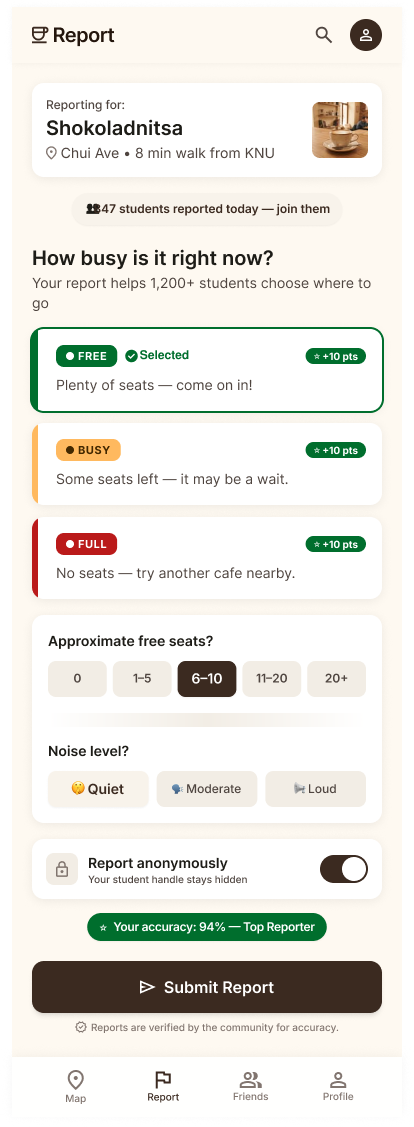 Report
Reporting for:
Shokoladnitsa
Chui Ave • 8 min walk from KNU
47 students reported today — join them
How busy is it right now?
Your report helps 1,200+ students choose where to
go
FREE Selected +10 pts
Plenty of seats — come on in!
BUSY +10 pts
Some seats left — it may be a wait.
FULL +10 pts
No seats — try another cafe nearby.
Approximate free seats?
0 1–5 6–10 11–20 20+
Noise level?
Quiet Moderate Loud
Report anonymously
Your student handle stays hidden
Your accuracy: 94% — Top Reporter
Submit Report
Reports are verified by the community for accuracy.
Map Report Friends Profile